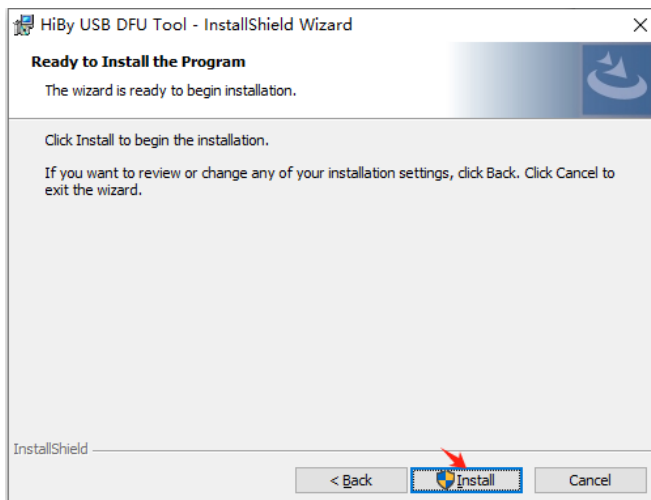 HiBy USB DFU Tool - InstallShield Wizard
Ready to Install the Program
The wizard is ready to begin installation.
Click Install to begin the installation.
If you want to review or change any of your installation settings, click Back. Click Cancel to
exit the wizard.
InstallShield
< Back
Install
Cancel